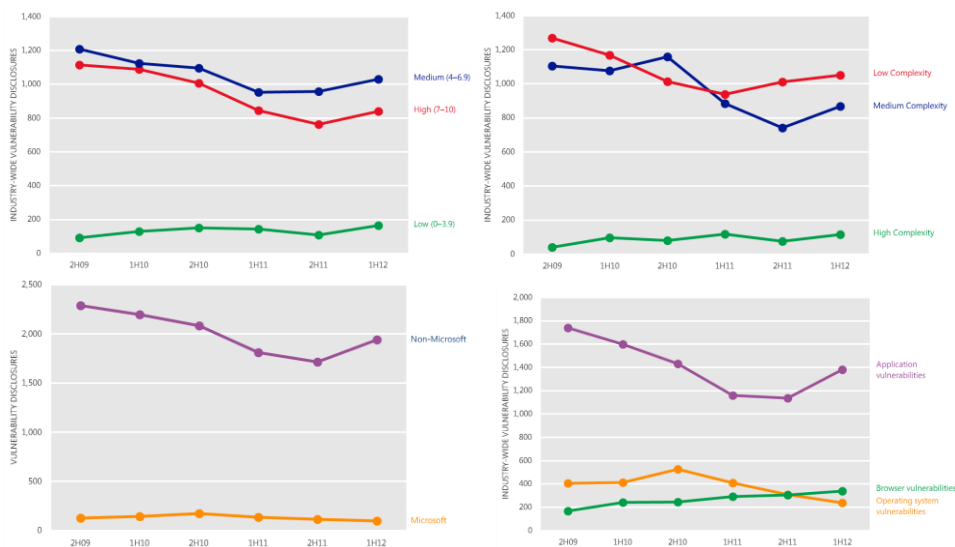 INDUSTRY-WIDE VULNERABILITY DISCLOSURES
1,400
1,200
1,000
800
600
400
200
0
2H09 1H10 2H10 1H11 2H11 1H12
Medium (4–6.9)
High (7–10)
Low (0–3.9)
INDUSTRY-WIDE VULNERABILITY DISCLOSURES
1,400
1,200
1,000
800
600
400
200
0
2H09 1H10 2H10 1H11 2H11 1H12
Low Complexity
Medium Complexity
High Complexity
VULNERABILITY DISCLOSURES
2,500
2,000
1,500
1,000
500
0
2H09 1H10 2H10 1H11 2H11 1H12
Non-Microsoft
Microsoft
INDUSTRY-WIDE VULNERABILITY DISCLOSURES
2,000
1,800
1,600
1,400
1,200
1,000
800
600
400
200
0
2H09 1H10 2H10 1H11 2H11 1H12
Application
vulnerabilities
Browser vulnerabilities
Operating system
vulnerabilities